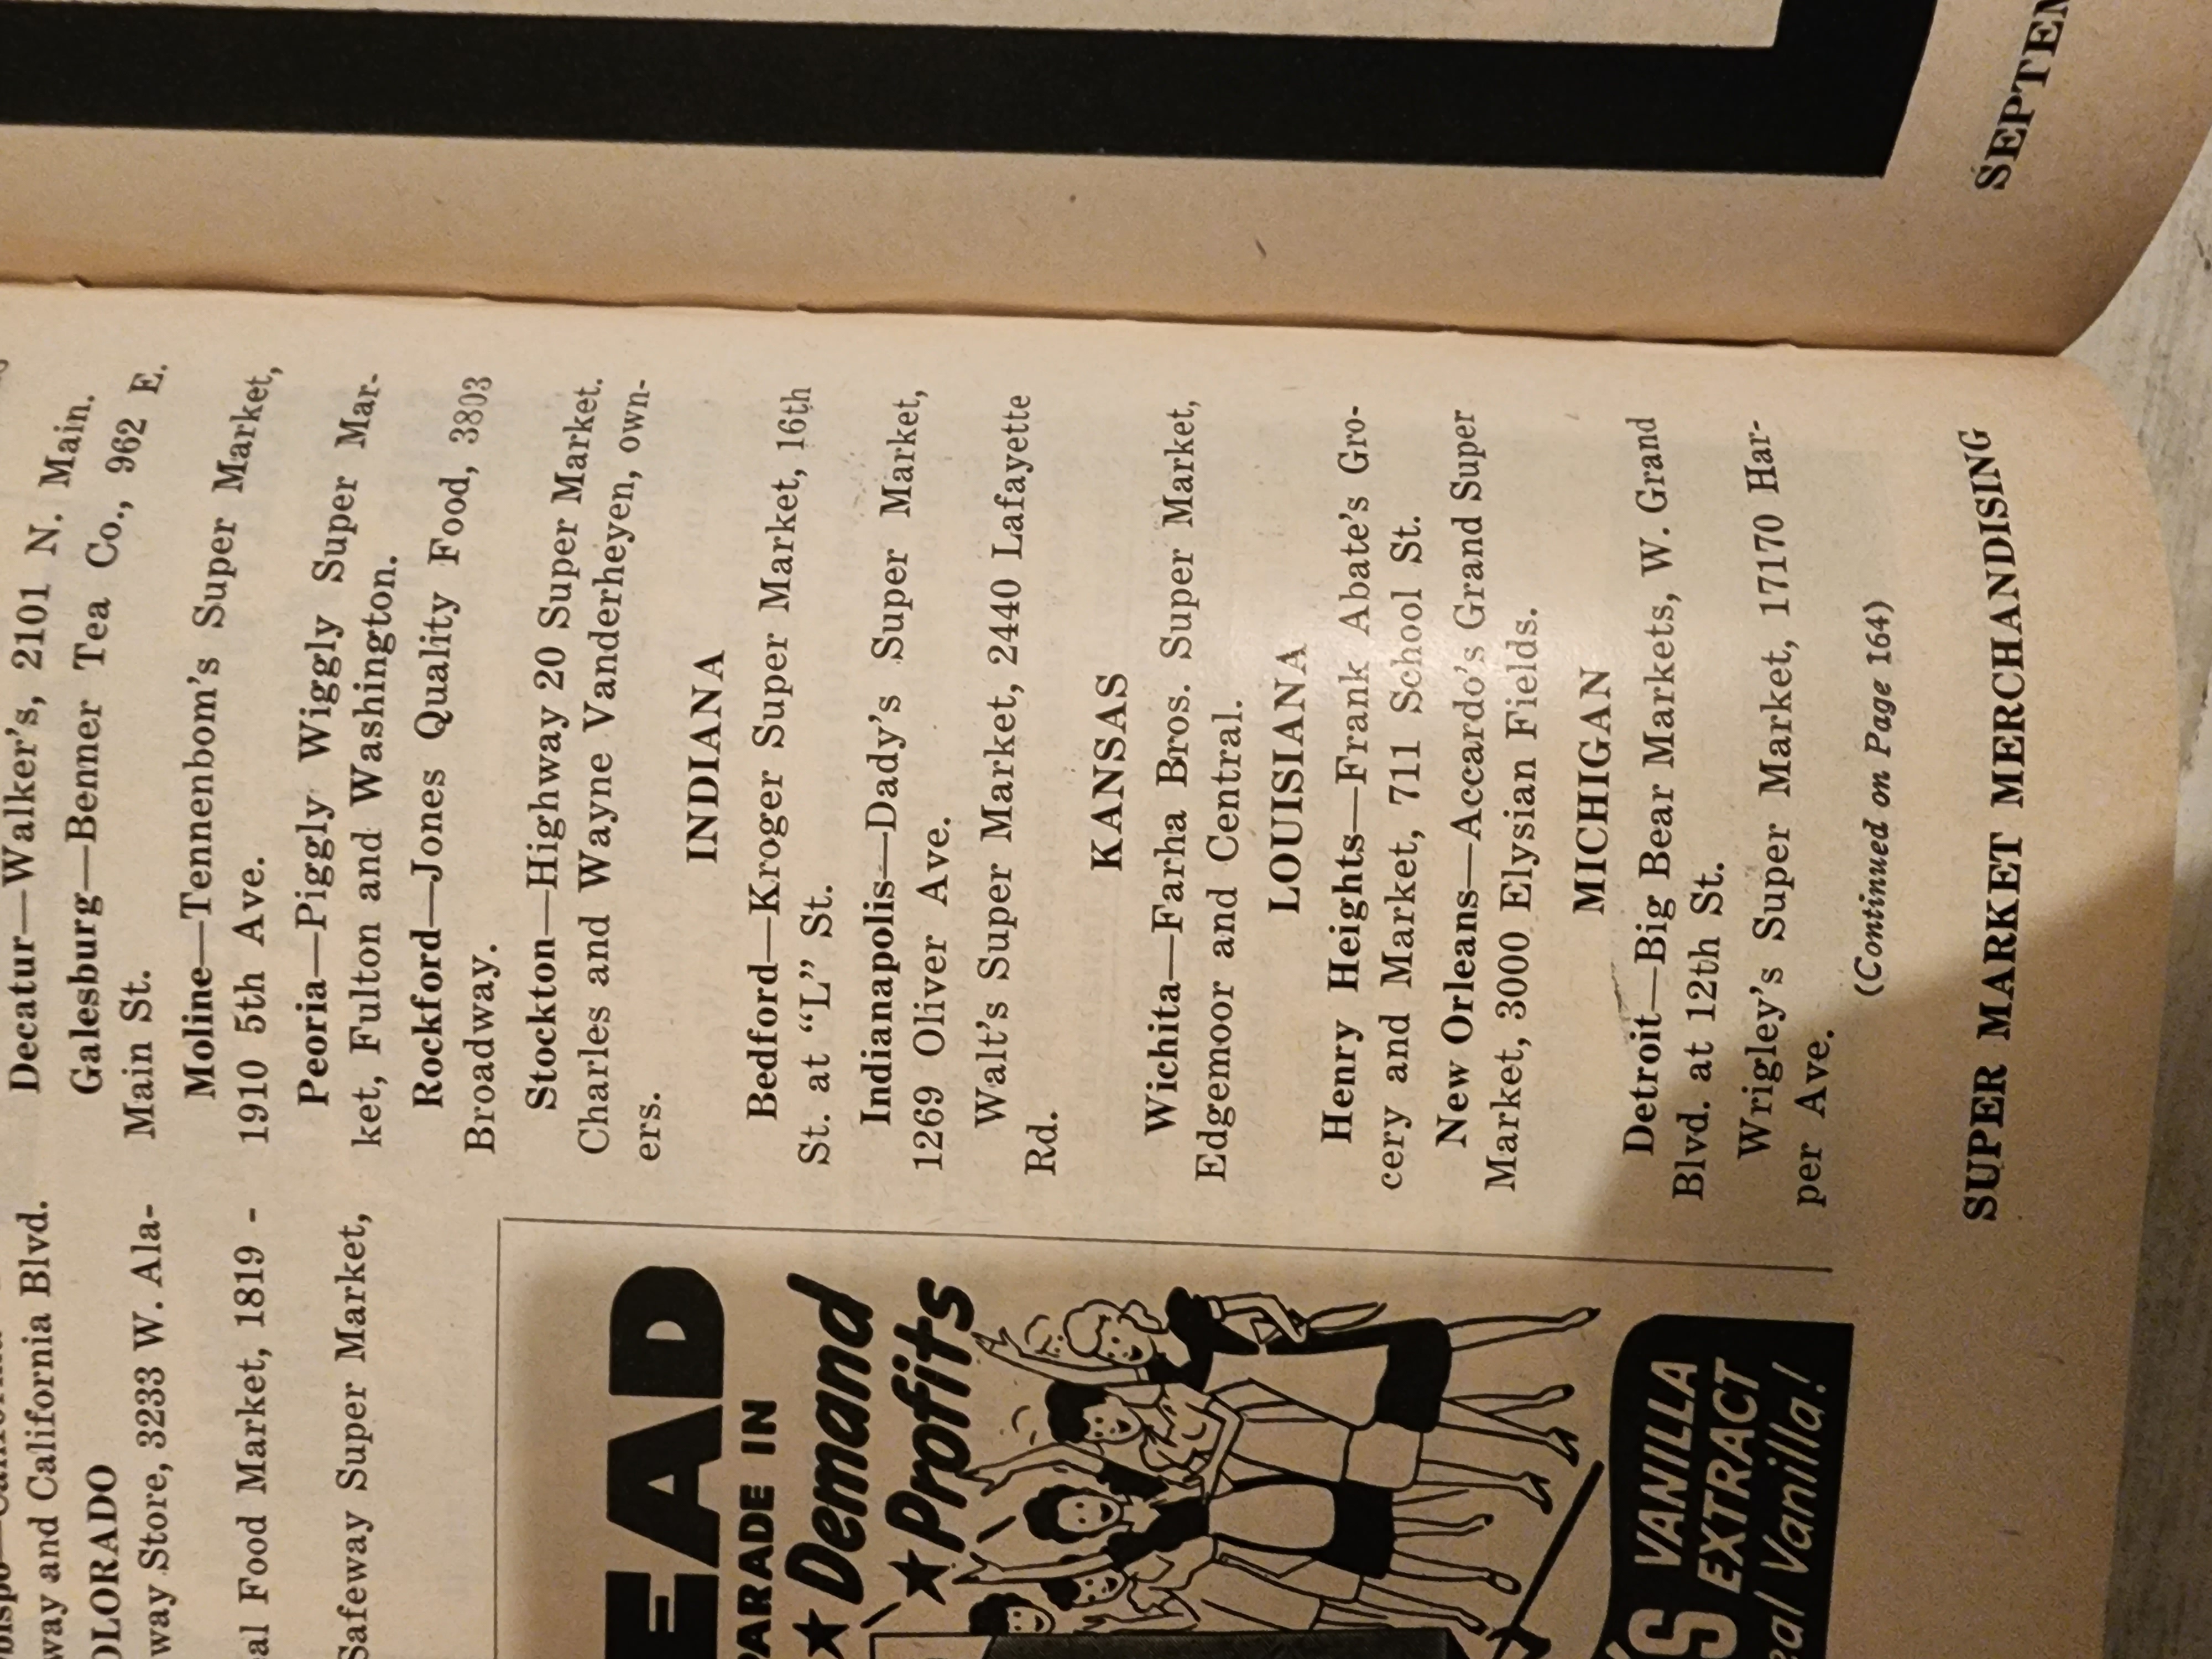 way and California Blvd.
way Store, 3233 W. Ala-
Food Market, 1819 -
Safeway Super Market,
PARADE IN
Demand
Profits
VANILLA
EXTRACT
Vanilla!
Decatur—Walker's, 2101 N. Main.
Galesburg—Benner Tea Co., 962 E.
Main St.
Moline—Tennenbom's Super Market,
1910 5th Ave.
Peoria—Piggly Wiggly Super Mar-
ket, Fulton and Washington.
Rockford—Jones Quality Food, 3803
Broadway.
Stockton—Highway 20 Super Market.
Charles and Wayne Vanderheyen, own-
ers.
INDIANA
Bedford—Kroger Super Market, 16th
St. at “L” St.
Indianapolis—Dady's Super Market,
1269 Oliver Ave.
Walt's Super Market, 2440 Lafayette
Rd.
KANSAS
Wichita—Farha Bros. Super Market,
Edgemoor and Central.
LOUISIANA
Henry Heights—Frank Abate's Gro-
cery and Market, 711 School St.
New Orleans—Accardo's Grand Super
Market, 3000 Elysian Fields.
MICHIGAN
Detroit—Big Bear Markets, W. Grand
Blvd. at 12th St.
Wrigley's Super Market, 17170 Har-
per Ave.
(Continued on Page 164)
SUPER MARKET MERCHANDISING